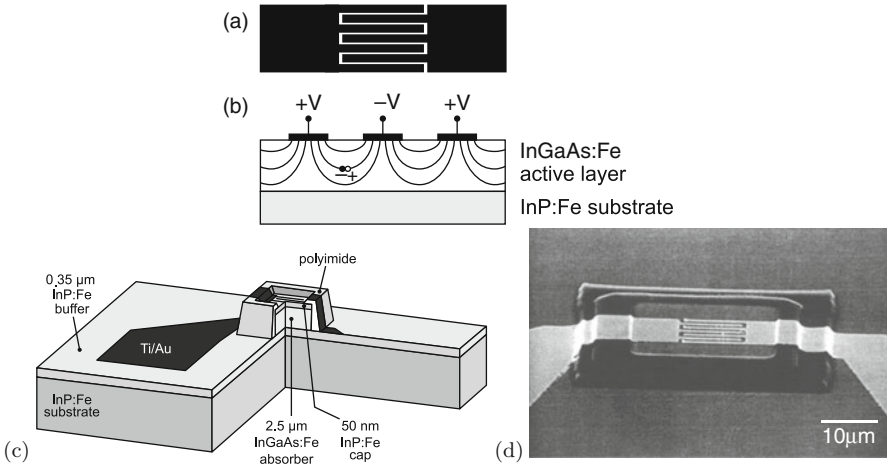 (a)
(b)
+V
−V
+V
−+
InGaAs:Fe
active layer
InP:Fe substrate
polyimide
0.35 µm
InP:Fe
buffer
Ti/Au
InP:Fe
substrate
2.5 µm
InGaAs:Fe
absorber
50 nm
InP:Fe
cap
(c)
(d)
10µm